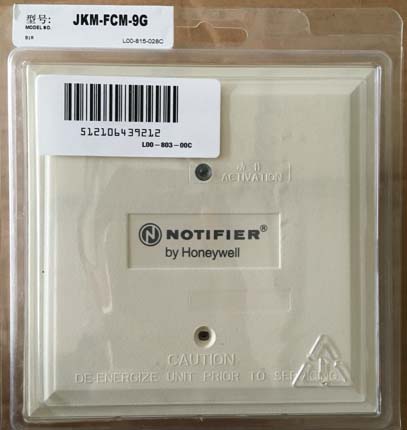 型号:
MODEL NO.
JKM-FCM-9G
L00-815-028C
512106439212
L00-803-00C
ACTIVATION
NOTIFIER®
by Honeywell
CAUTION
DE-ENERGIZE UNIT PRIOR TO SERVICING